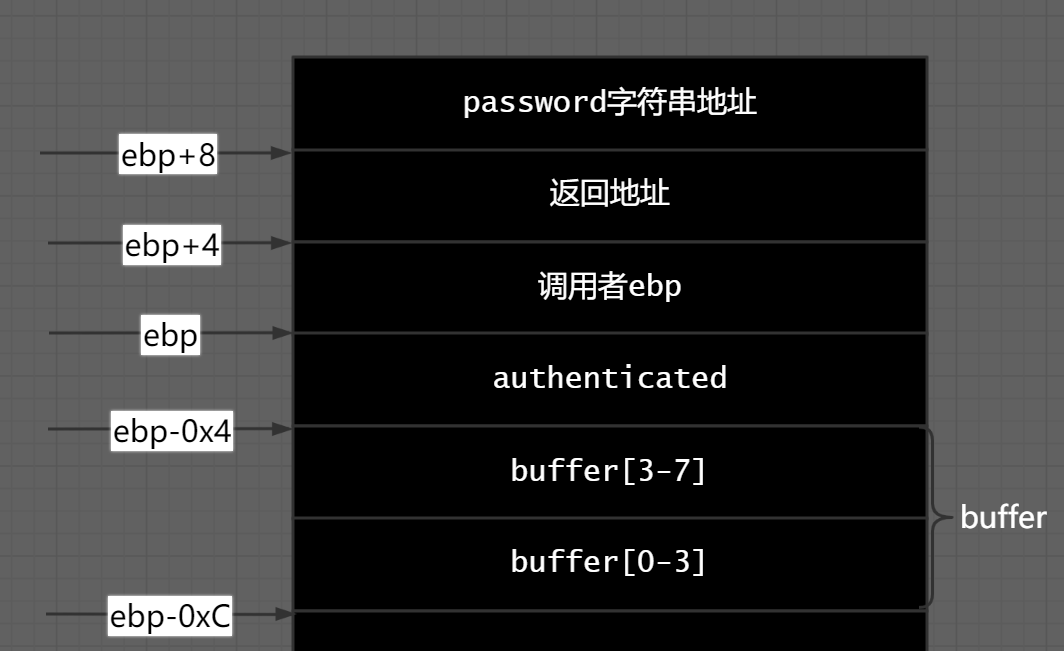 password字符串地址
ebp+8
返回地址
ebp+4
调用者ebp
ebp
authenticated
ebp-0x4
buffer[3-7]
buffer
buffer[0-3]
ebp-0xC